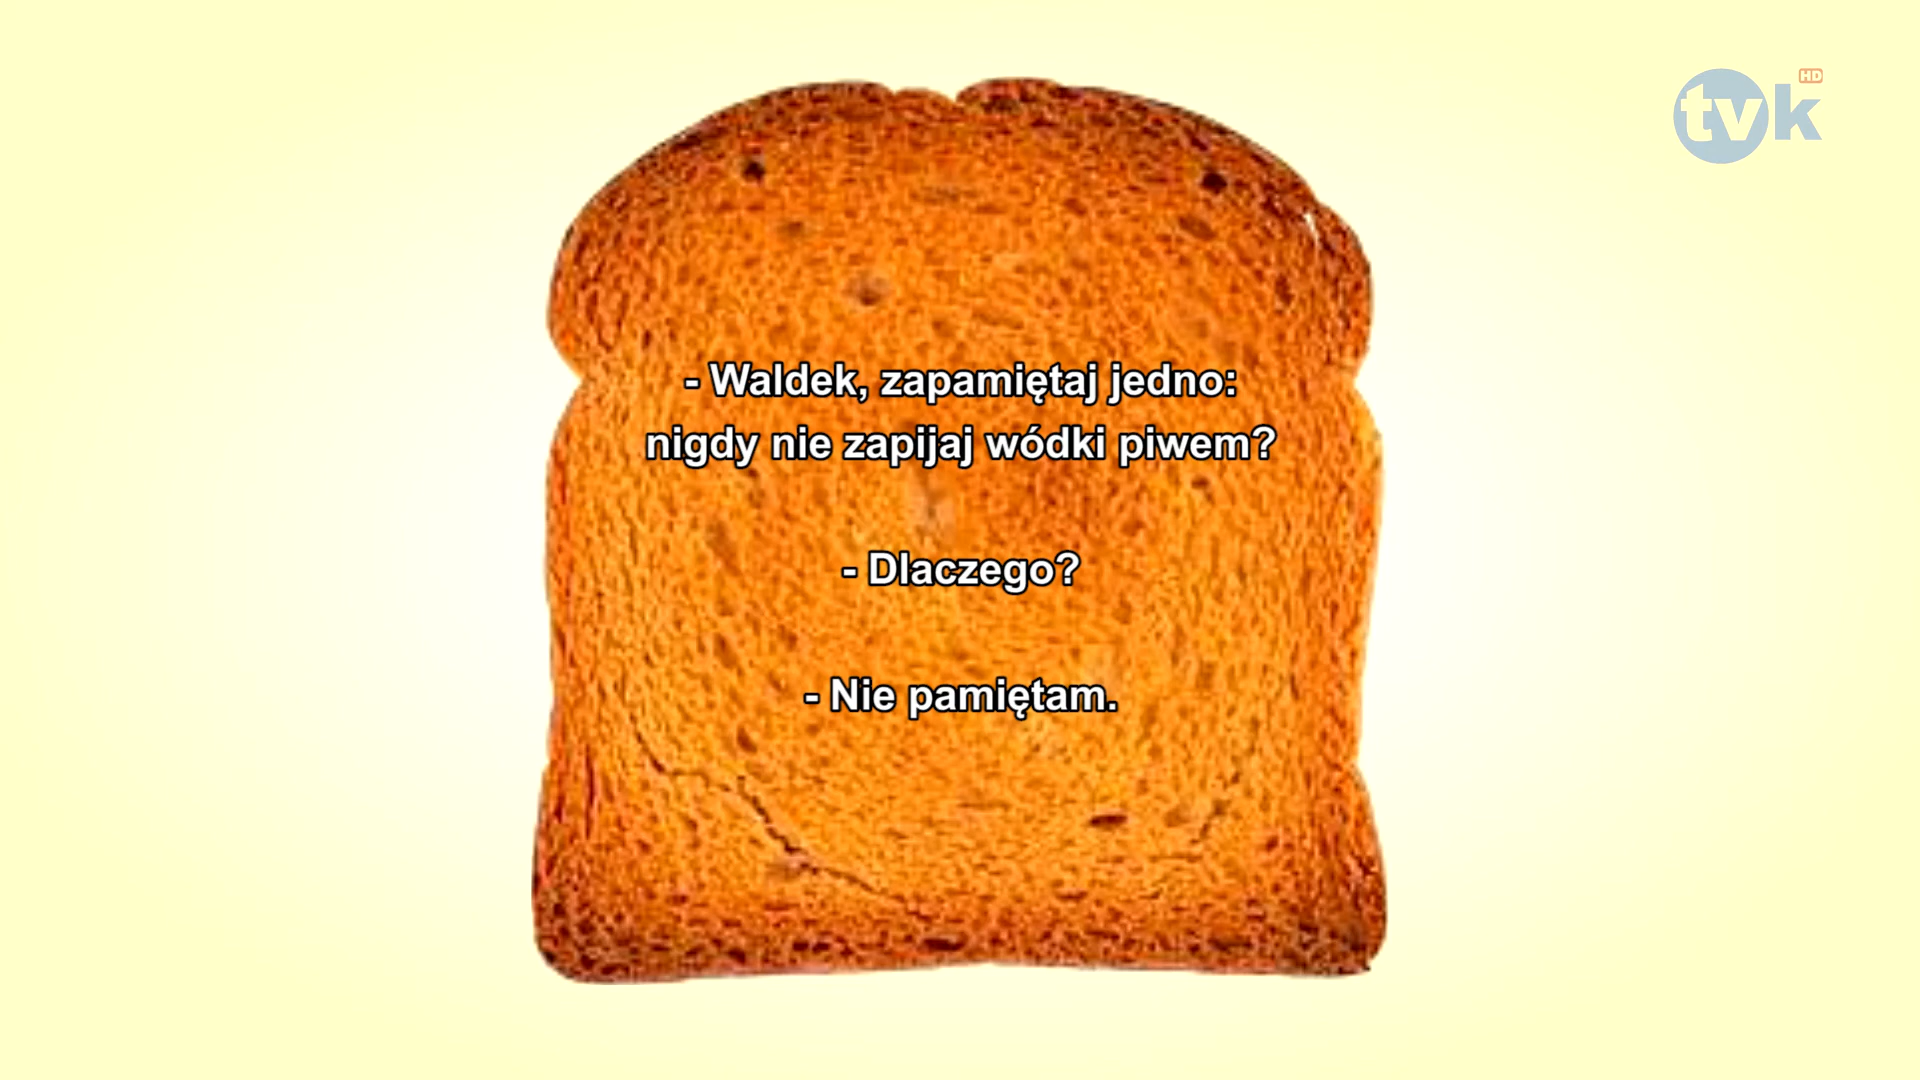 tvk HD
- Waldek, zapamiętaj jedno:
nigdy nie zapijaj wódki piwem?
- Dlaczego?
- Nie pamiętam.